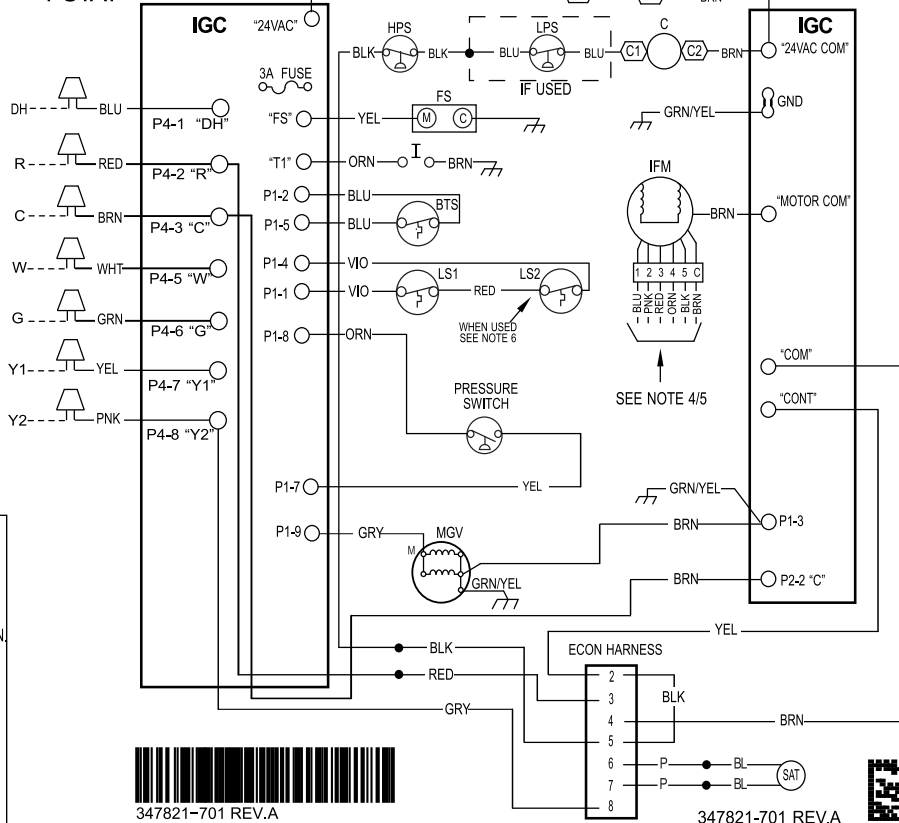 IGC
"24VAC"
3A FUSE
"FS"
"T1"
P1-2
P1-5
P1-4
P1-1
P1-8
P1-7
P1-9
DH
BLU
P4-1 "DH"
R
RED
P4-2 "R"
C
BRN
P4-3 "C"
W
WHT
P4-5 "W"
G
GRN
P4-6 "G"
Y1
YEL
P4-7 "Y1"
Y2
PNK
P4-8 "Y2"
HPS
BLK
BLK
LPS
BLU
BLU
IF USED
C
C1
C2
BRN
BRN
YEL
FS
M
C
ORN
I
BRN
BLU
BLU
BTS
VIO
VIO
LS1
RED
LS2
WHEN USED
SEE NOTE 6
ORN
PRESSURE
SWITCH
YEL
GRY
M
MGV
GRN/YEL
BRN
BRN
IGC
"24VAC COM"
GND
GRN/YEL
IFM
BRN
"MOTOR COM"
1 2 3 4 5 C
BLU PNK RED ORN BLK BRN
SEE NOTE 4/5
"COM"
"CONT"
GRN/YEL
P1-3
P2-2 "C"
BLK
RED
GRY
YEL
ECON HARNESS
2
3
4
5
6
7
8
BLK
BRN
P
BL
P
BL
SAT
N.
347821-701 REV.A
347821-701 REV.A